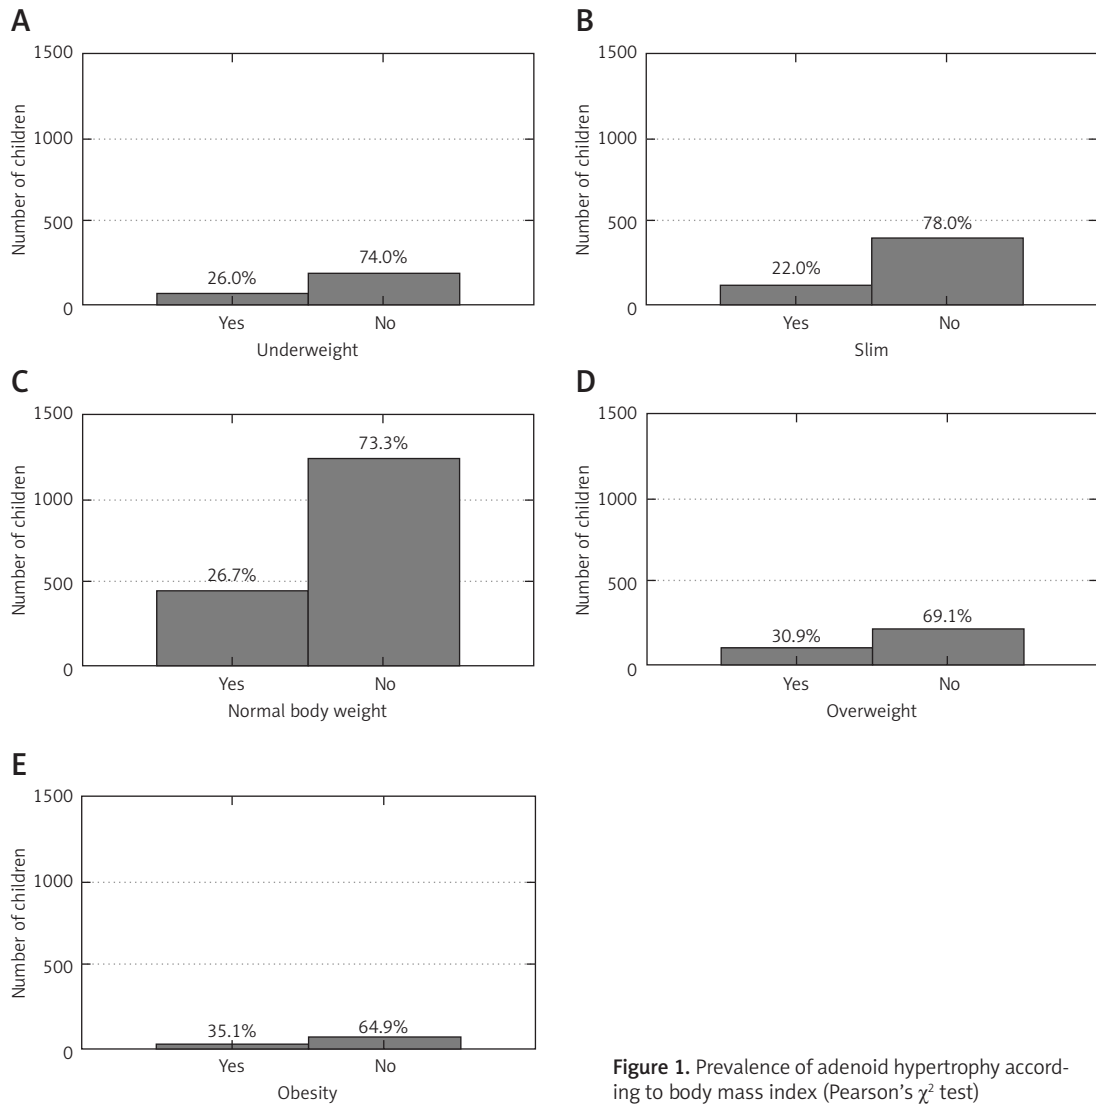 A
1500
1000
500
0
Number of children
26.0%
74.0%
Yes No
Underweight
B
1500
1000
500
0
Number of children
22.0%
78.0%
Yes No
Slim
C
1500
1000
500
0
Number of children
26.7%
73.3%
Yes No
Normal body weight
D
1500
1000
500
0
Number of children
30.9%
69.1%
Yes No
Overweight
E
1500
1000
500
0
Number of children
35.1%
64.9%
Yes No
Obesity
Figure 1. Prevalence of adenoid hypertrophy accord-
ing to body mass index (Pearson's χ² test)